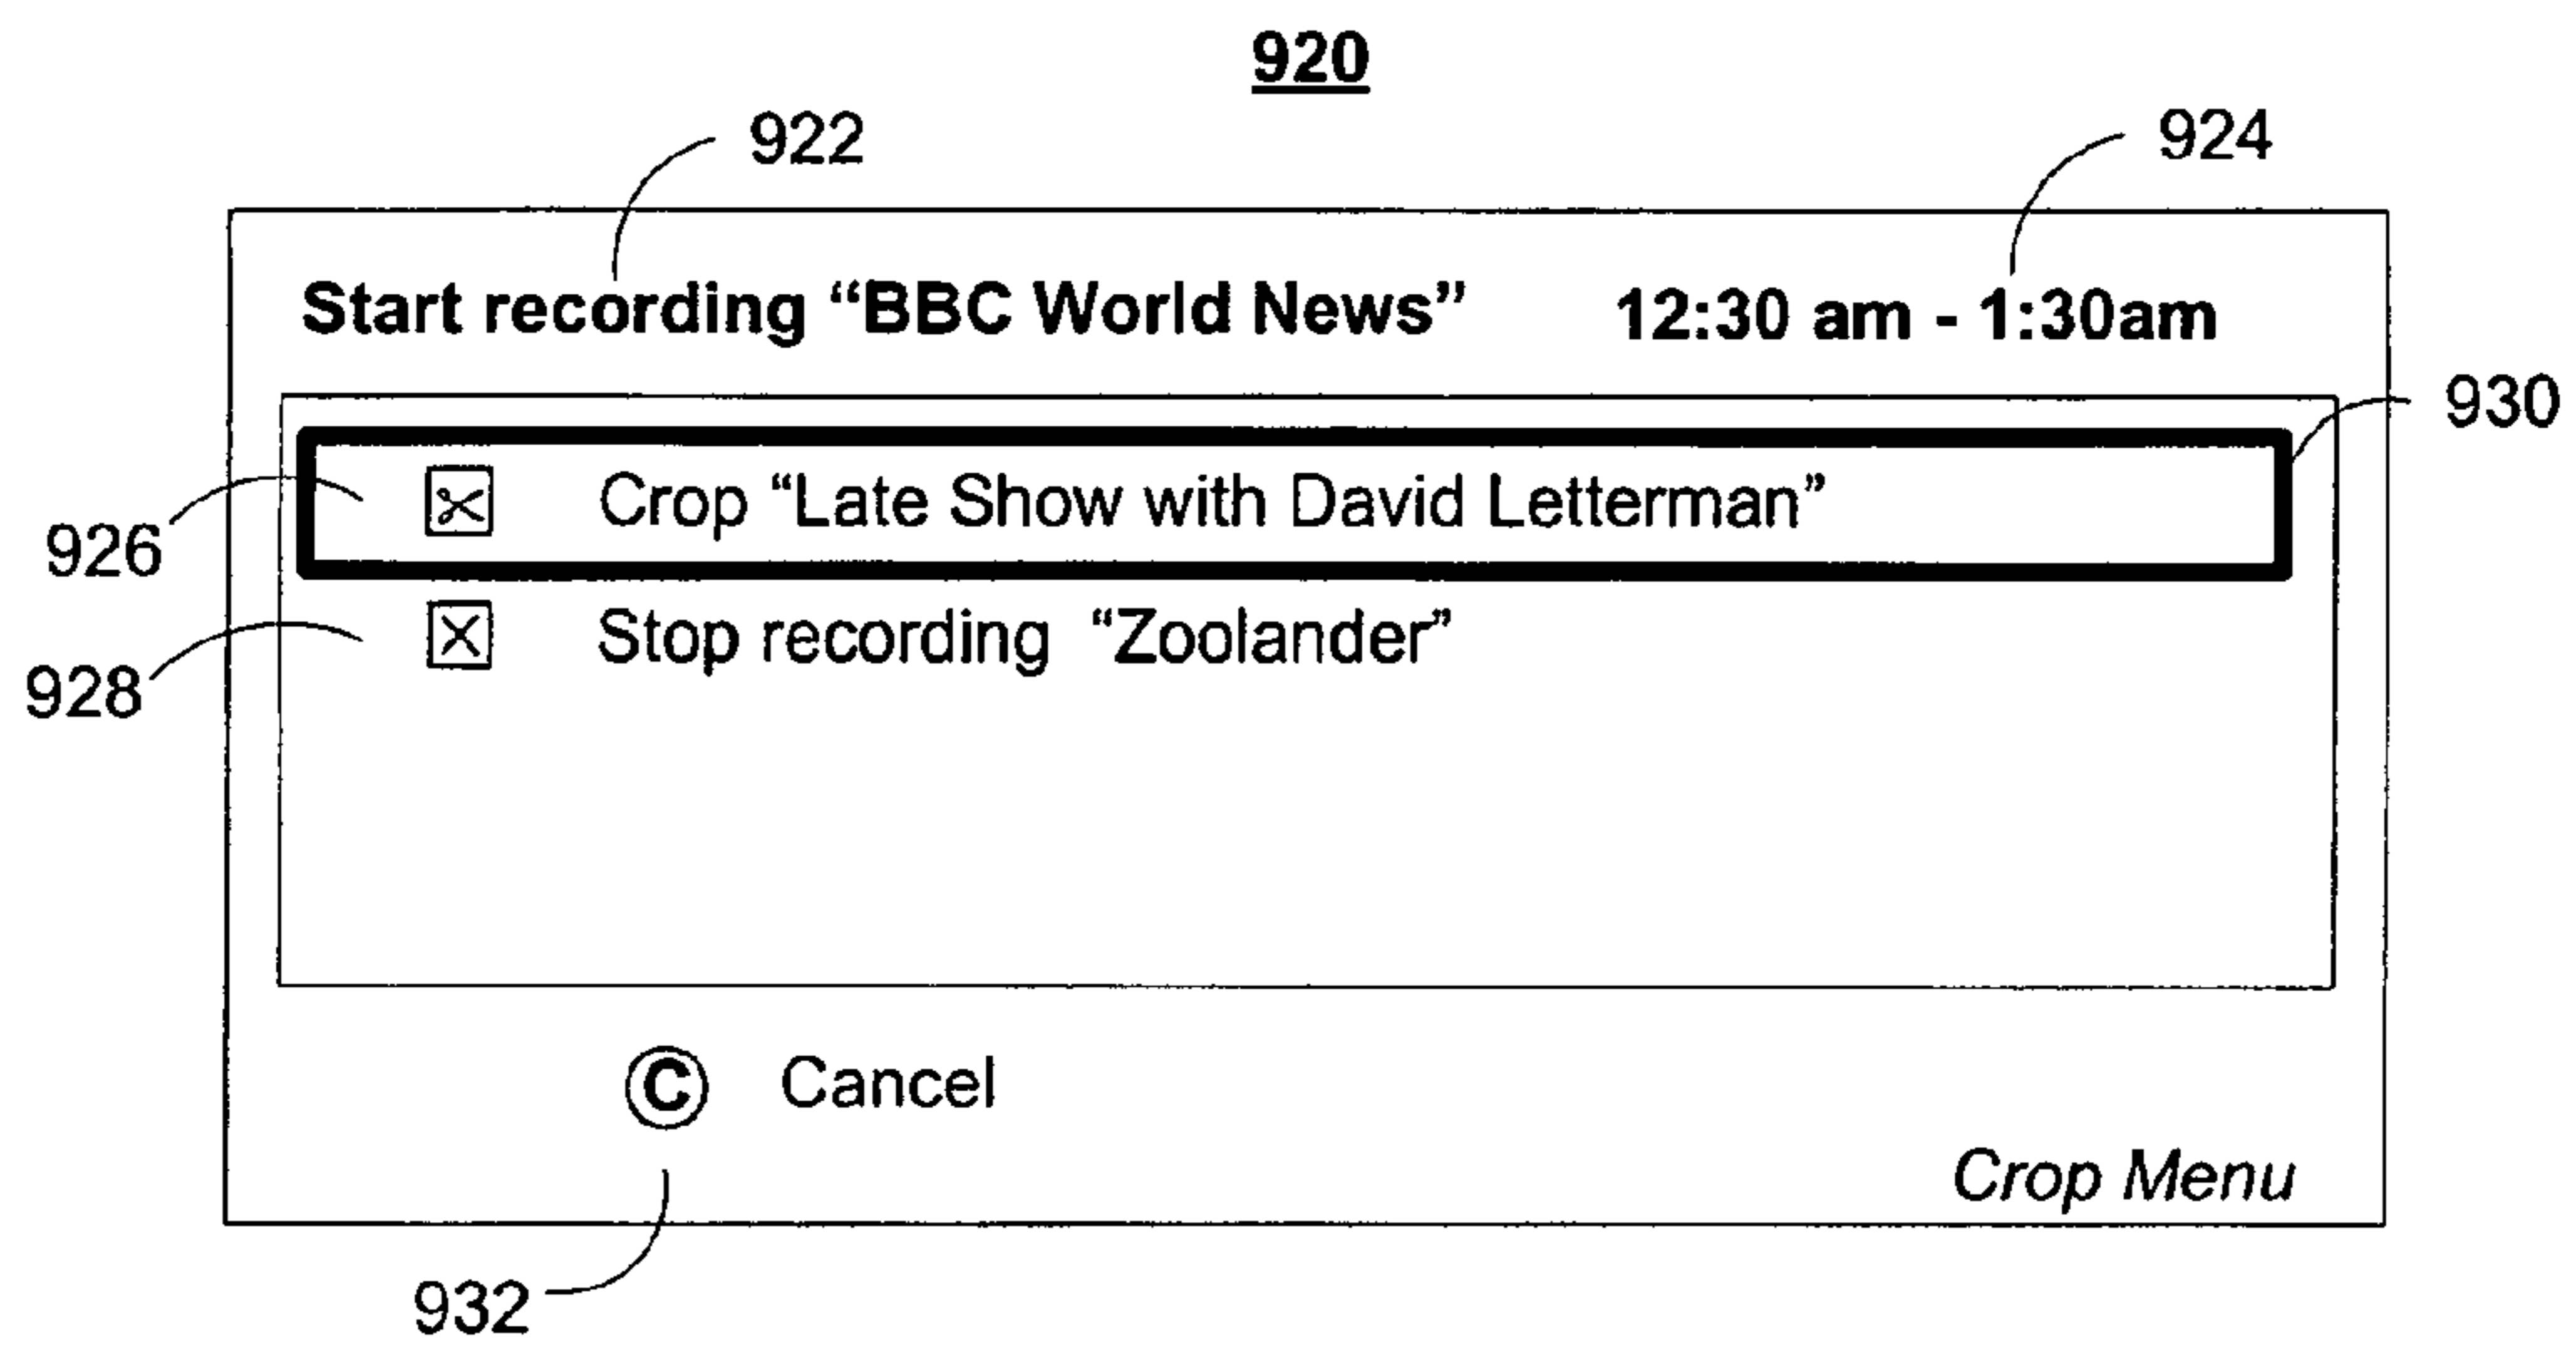 920
922
924
Start recording “BBC World News” 12:30 am - 1:30am
930
926
Crop “Late Show with David Letterman”
928
Stop recording “Zoolander”
C Cancel
Crop Menu
932